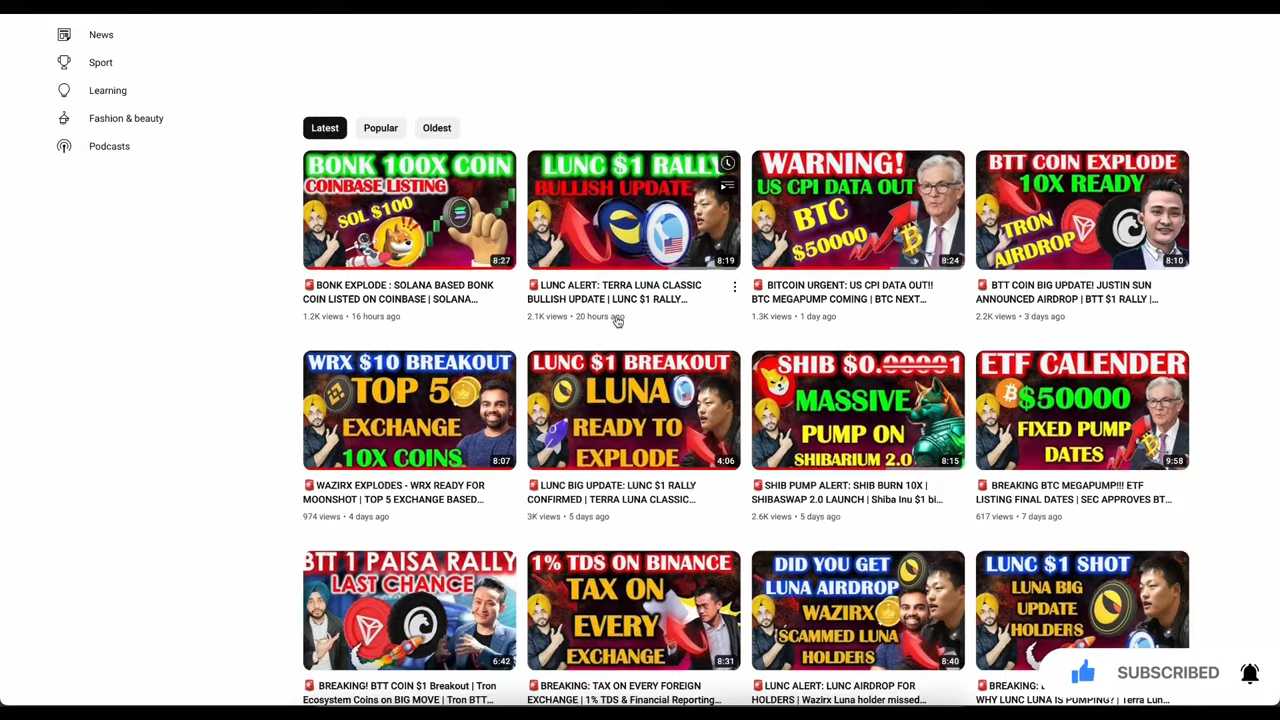 News
Sport
Learning
Fashion & beauty
Podcasts
Latest
Popular
Oldest
BONK 100X COIN
COINBASE LISTING
SOL $100
8:27
🚨BONK EXPLODE : SOLANA BASED BONK
COIN LISTED ON COINBASE | SOLANA...
1.2K views • 16 hours ago
LUNC $1 RALLY
BULLISH UPDATE
8:19
🚨LUNC ALERT: TERRA LUNA CLASSIC
BULLISH UPDATE | LUNC $1 RALLY...
2.1K views • 20 hours ago
WARNING!
US CPI DATA OUT
BTC
$50000
8:24
🚨 BITCOIN URGENT: US CPI DATA OUT!!
BTC MEGAPUMP COMING | BTC NEXT...
1.3K views • 1 day ago
BTT COIN EXPLODE
10X READY
TRON
AIRDROP
8:10
🚨 BTT COIN BIG UPDATE! JUSTIN SUN
ANNOUNCED AIRDROP | BTT $1 RALLY |...
2.2K views • 3 days ago
WRX $10 BREAKOUT
TOP 5
EXCHANGE
10X COINS
8:07
🚨WAZIRX EXPLODES - WRX READY FOR
MOONSHOT | TOP 5 EXCHANGE BASED...
974 views • 4 days ago
LUNC $1 BREAKOUT
LUNA
READY TO
EXPLODE
4:06
🚨LUNC BIG UPDATE: LUNC $1 RALLY
CONFIRMED | TERRA LUNA CLASSIC...
3K views • 5 days ago
SHIB $0.00001
MASSIVE
PUMP ON
SHIBARIUM 2.0
8:15
🚨SHIB PUMP ALERT: SHIB BURN 10X |
SHIBASWAP 2.0 LAUNCH | Shiba Inu $1 bi...
2.6K views • 5 days ago
ETF CALENDER
$50000
FIXED PUMP
DATES
9:58
🚨 BREAKING BTC MEGAPUMP!!! ETF
LISTING FINAL DATES | SEC APPROVES BT...
617 views • 7 days ago
BTT 1 PAISA RALLY
LAST CHANCE
6:42
🚨 BREAKING! BTT COIN $1 Breakout | Tron
Ecosystem Coins on BIG MOVE | Tron BTT...
1% TDS ON BINANCE
TAX ON
EVERY
EXCHANGE
8:31
🚨BREAKING: TAX ON EVERY FOREIGN
EXCHANGE | 1% TDS & Financial Reporting...
DID YOU GET
LUNA AIRDROP
WAZIRX
SCAMMED LUNA
HOLDERS
8:40
🚨LUNC ALERT: LUNC AIRDROP FOR
HOLDERS | Wazirx Luna holder missed...
LUNC $1 SHOT
LUNA BIG
UPDATE
HOLDERS
🚨BREAKING:
WHY LUNC LUNA IS PUMPING? | Terra Lun...
SUBSCRIBED